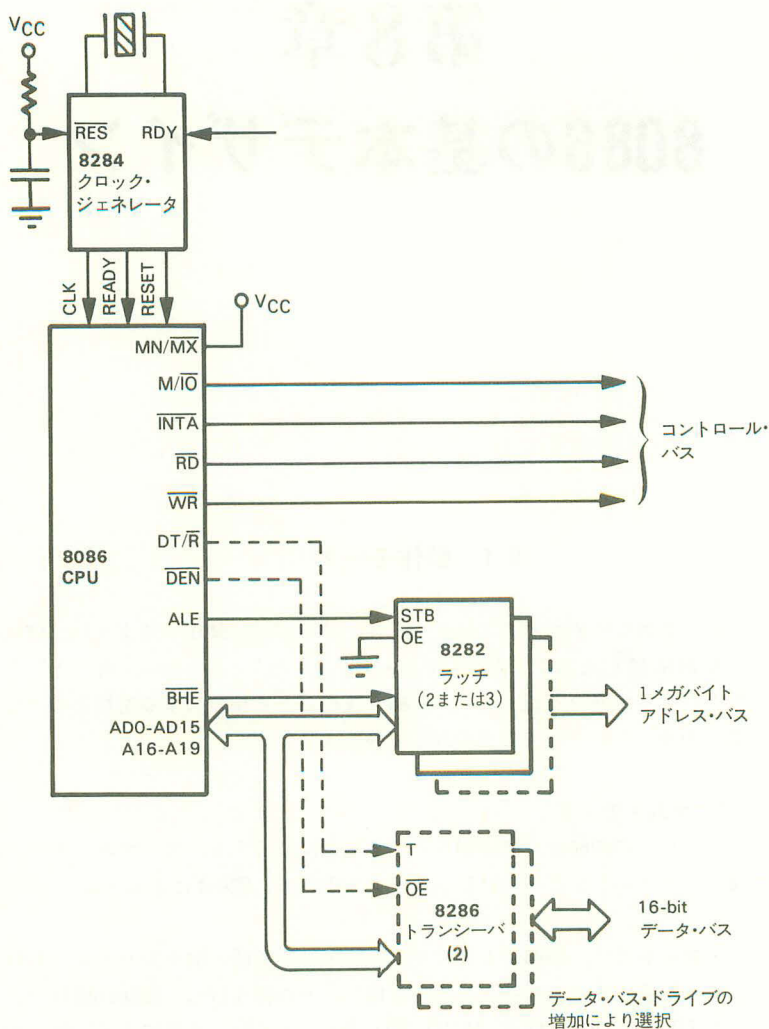 VCC
RES
RDY
8284
クロック・
ジェネレータ
CLK
READY
RESET
VCC
MN/MX
M/IO
INTA
RD
WR
コントロール・
バス
8086
CPU
DT/R
DEN
ALE
BHE
AD0-AD15
A16-A19
STB
OE
8282
ラッチ
(2または3)
1メガバイト
アドレス・バス
T
OE
8286
トランシーバ
(2)
16-bit
データ・バス
データ・バス・ドライブの
増加により選択